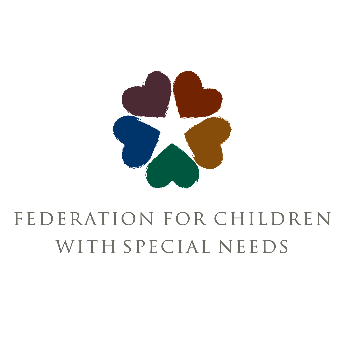 FEDERATION FOR CHILDREN
WITH SPECIAL NEEDS